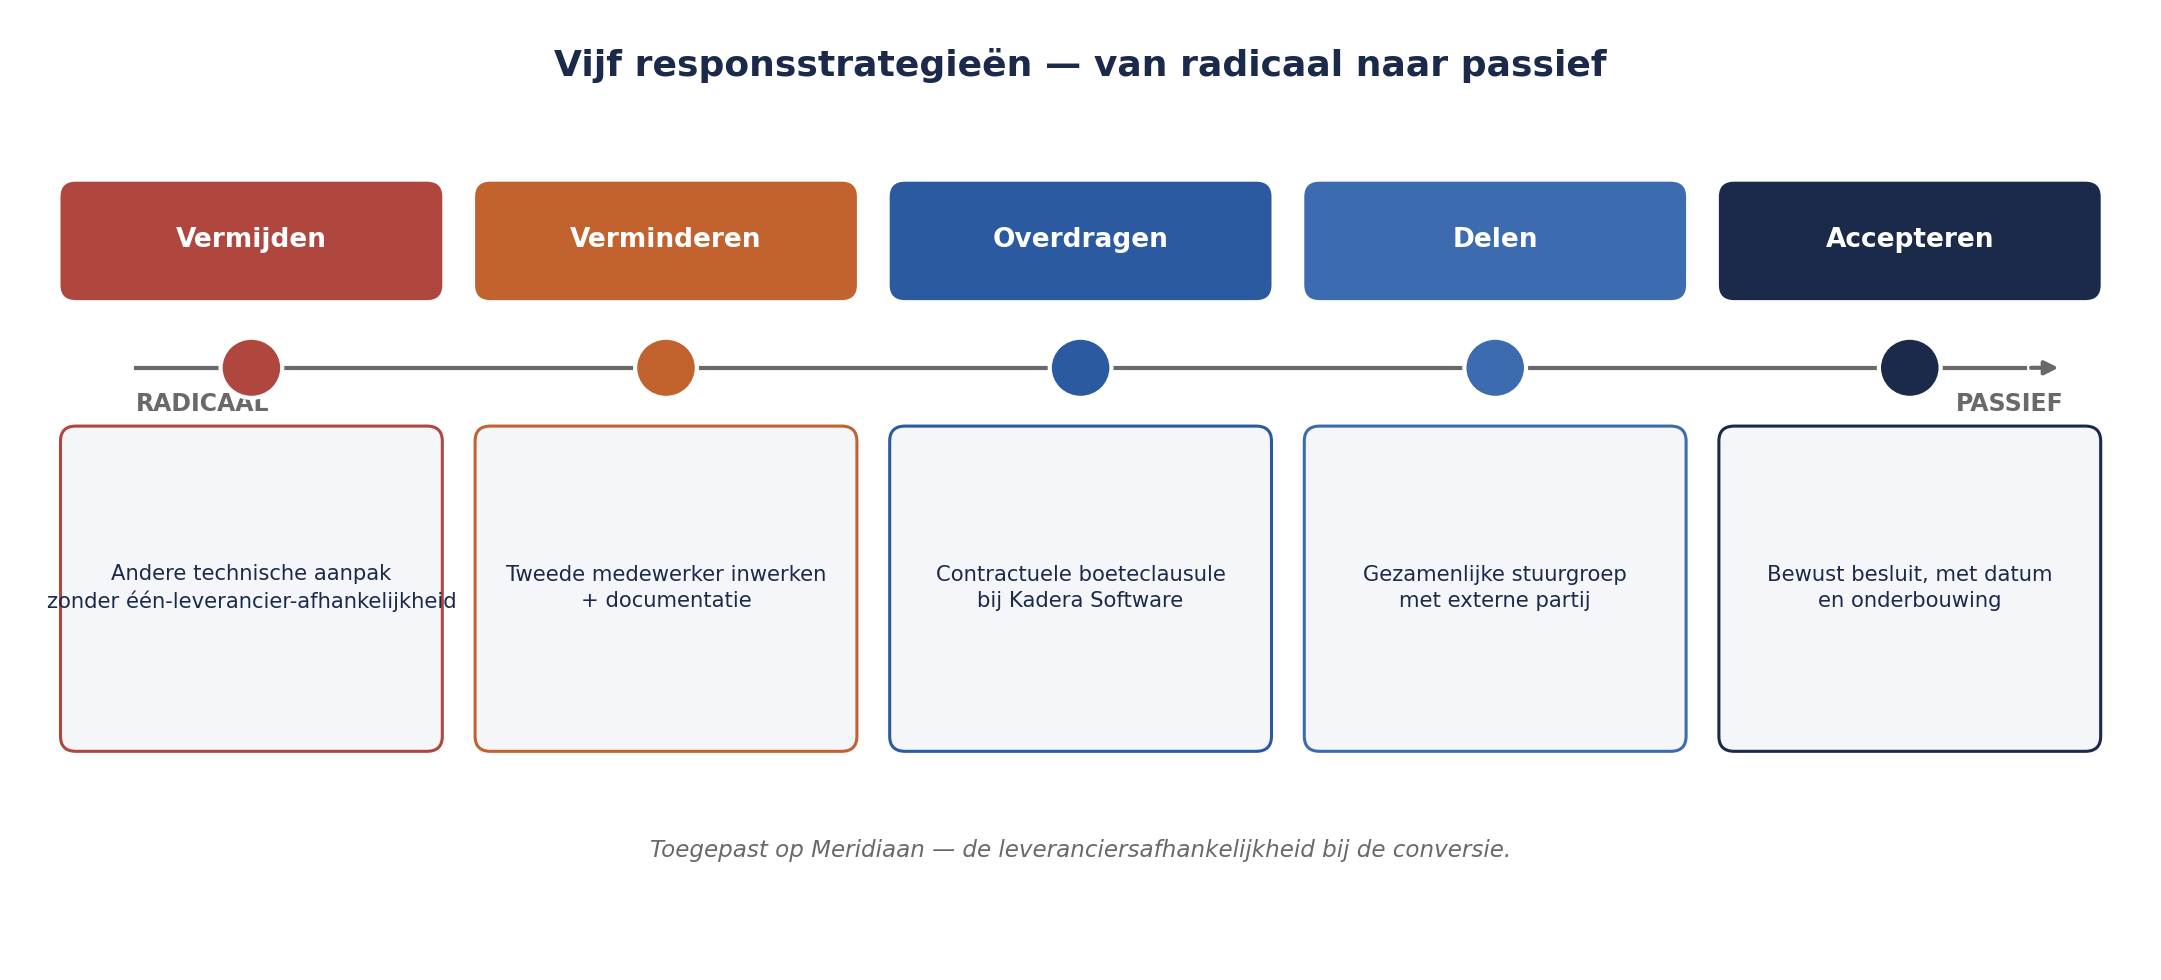 Vijf responsstrategieën — van radicaal naar passief
Vermijden
Verminderen
Overdragen
Delen
Accepteren
RADICAAL
PASSIEF
Andere technische aanpak
zonder één-leverancier-afhankelijkheid
Tweede medewerker inwerken
+ documentatie
Contractuele boeteclausule
bij Kadera Software
Gezamenlijke stuurgroep
met externe partij
Bewust besluit, met datum
en onderbouwing
Toegepast op Meridiaan — de leveranciersafhankelijkheid bij de conversie.